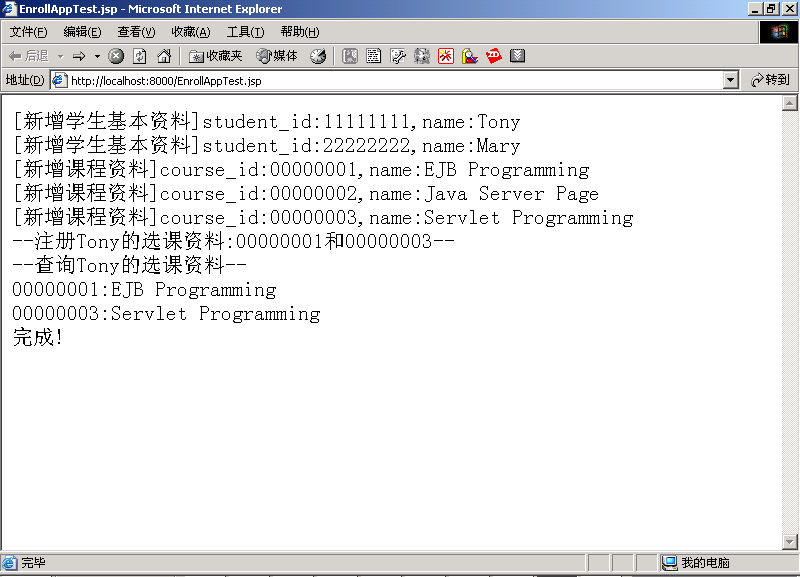 EnrollAppTest.jsp - Microsoft Internet Explorer
文件(F) 编辑(E) 查看(V) 收藏(A) 工具(T) 帮助(H)
后退 收藏夹 媒体
地址(D) http://localhost:8000/EnrollAppTest.jsp 转到
[新增学生基本资料]student_id:11111111,name:Tony
[新增学生基本资料]student_id:22222222,name:Mary
[新增课程资料]course_id:00000001,name:EJB Programming
[新增课程资料]course_id:00000002,name:Java Server Page
[新增课程资料]course_id:00000003,name:Servlet Programming
--注册Tony的选课资料:00000001和00000003--
--查询Tony的选课资料--
00000001:EJB Programming
00000003:Servlet Programming
完成!
完毕 我的电脑